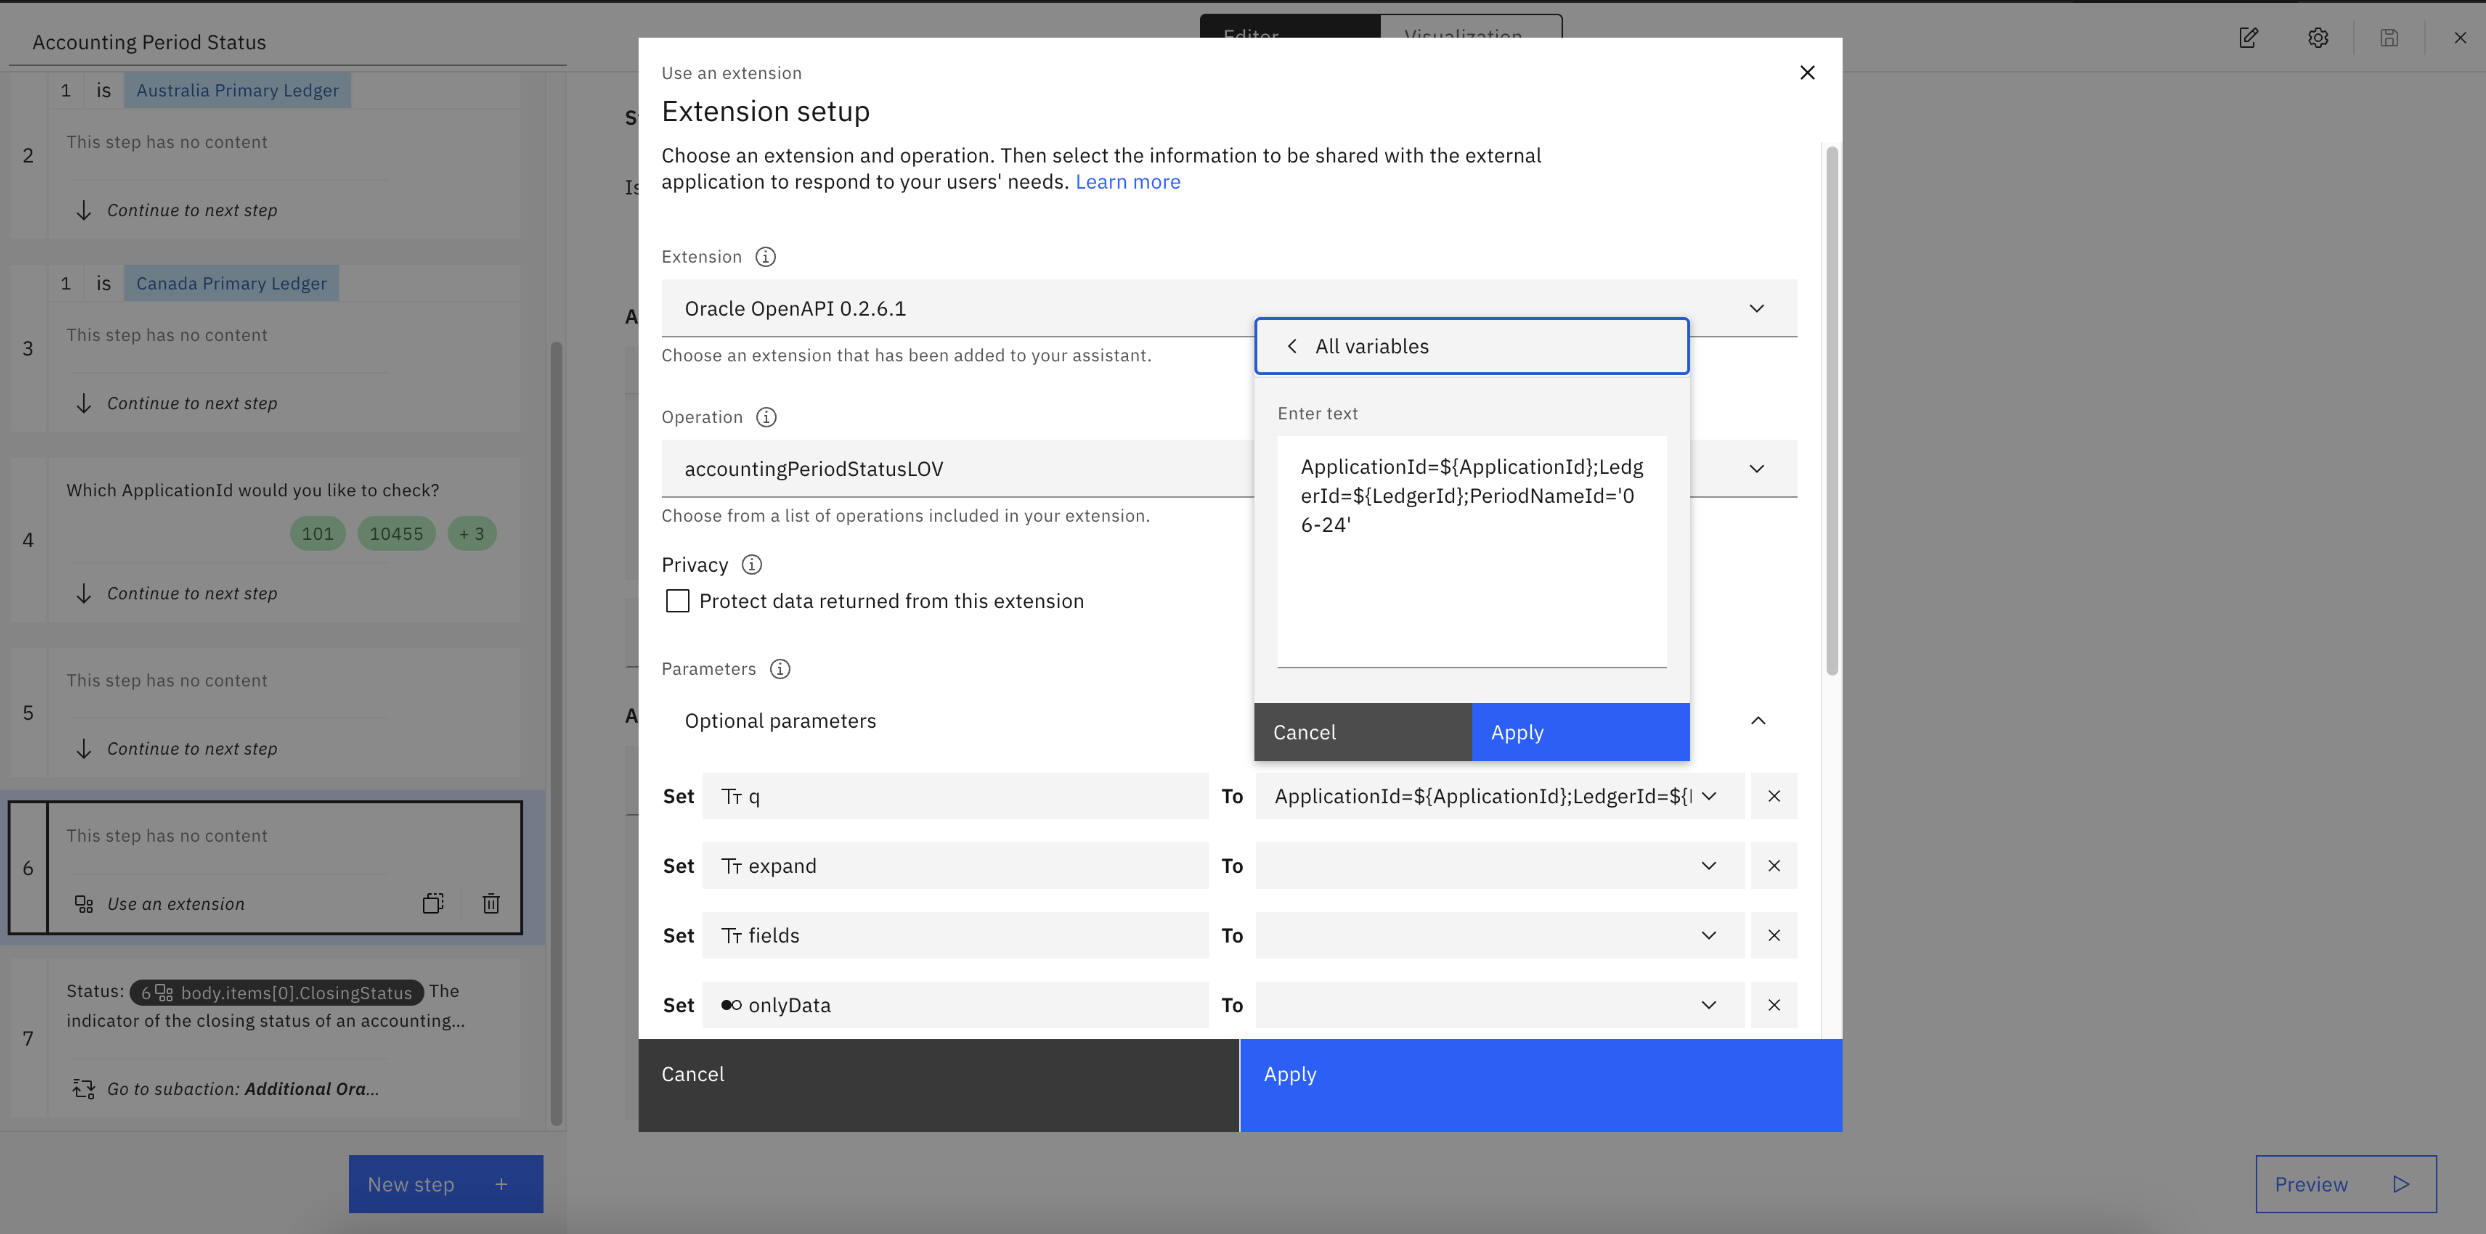 Accounting Period Status
Editor
Visualization
1 is Australia Primary Ledger
2
This step has no content
Continue to next step
1 is Canada Primary Ledger
3
This step has no content
Continue to next step
4
Which ApplicationId would you like to check?
101 10455 + 3
Continue to next step
5
This step has no content
Continue to next step
6
This step has no content
Use an extension
7
Status: 6 body.items[0].ClosingStatus The
indicator of the closing status of an accounting...
Go to subaction: Additional Ora...
New step +
Use an extension
Extension setup
Choose an extension and operation. Then select the information to be shared with the external
application to respond to your users' needs. Learn more
Extension
Oracle OpenAPI 0.2.6.1
Choose an extension that has been added to your assistant.
Operation
accountingPeriodStatusLOV
Choose from a list of operations included in your extension.
Privacy
Protect data returned from this extension
Parameters
Optional parameters
All variables
Enter text
ApplicationId=${ApplicationId};Ledg
erId=${LedgerId};PeriodNameId='0
6-24'
Cancel
Apply
Set q To ApplicationId=${ApplicationId};LedgerId=${
Set expand To
Set fields To
Set onlyData To
Cancel
Apply
Preview